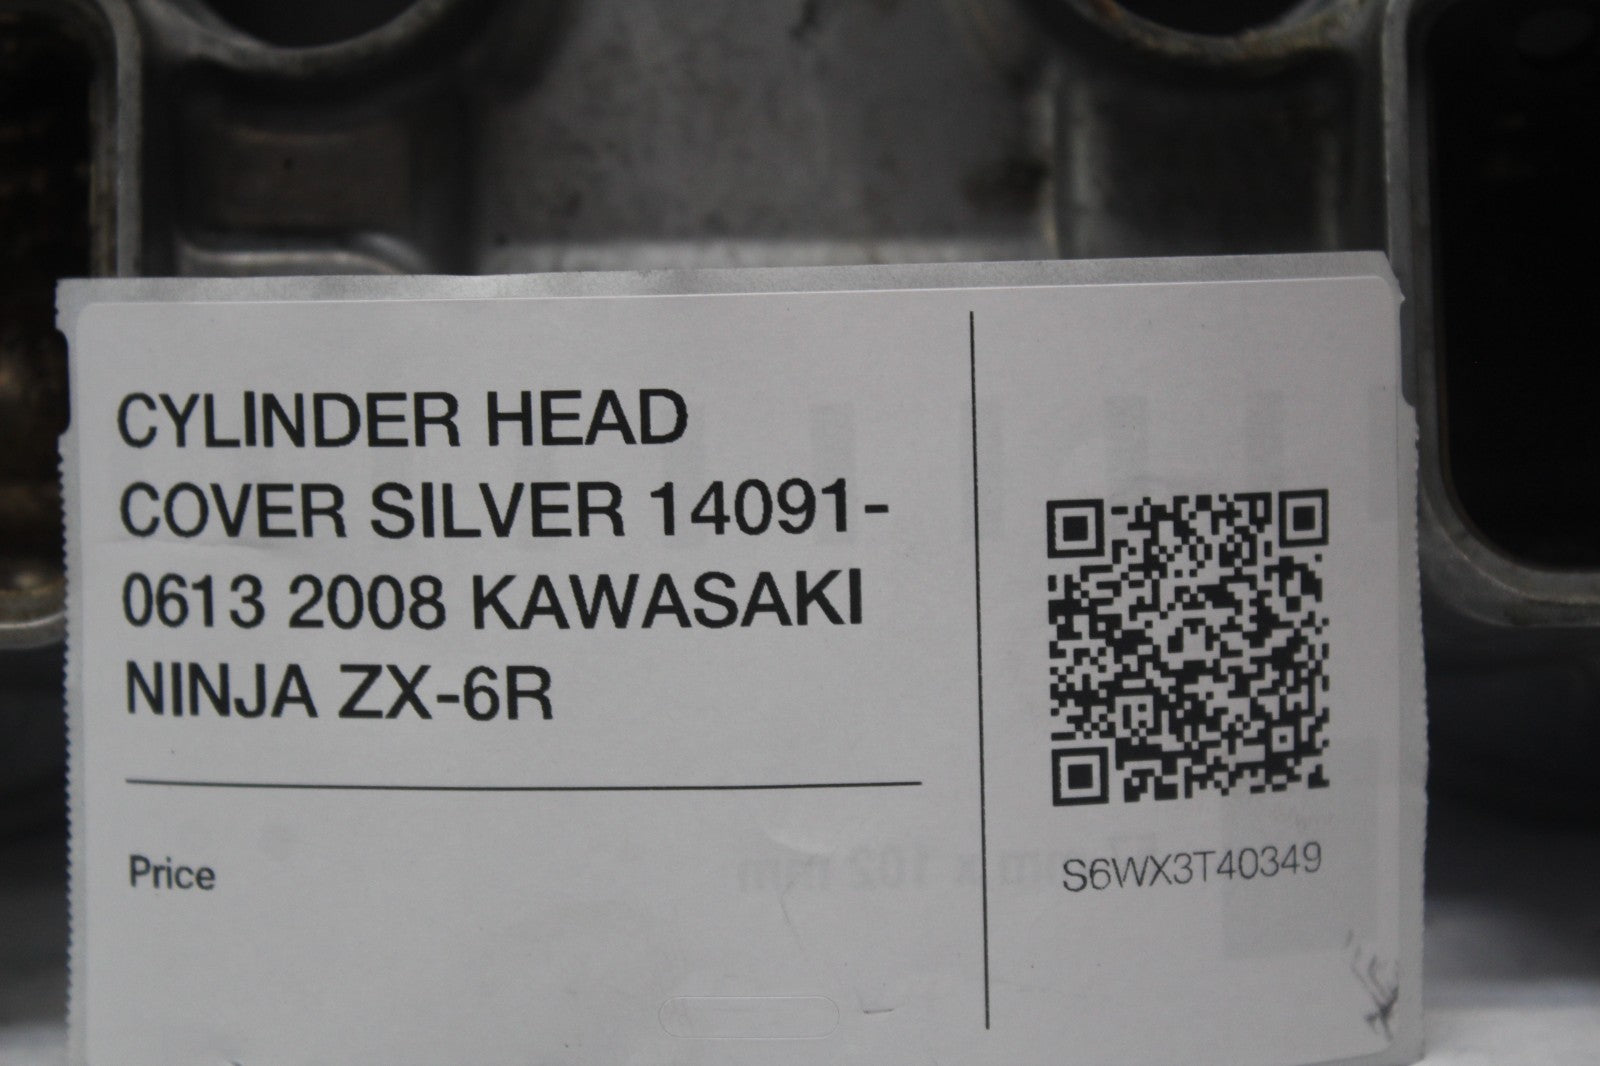 CYLINDER HEAD
COVER SILVER 14091-
0613 2008 KAWASAKI
NINJA ZX-6R
Price
S6WX3T40349